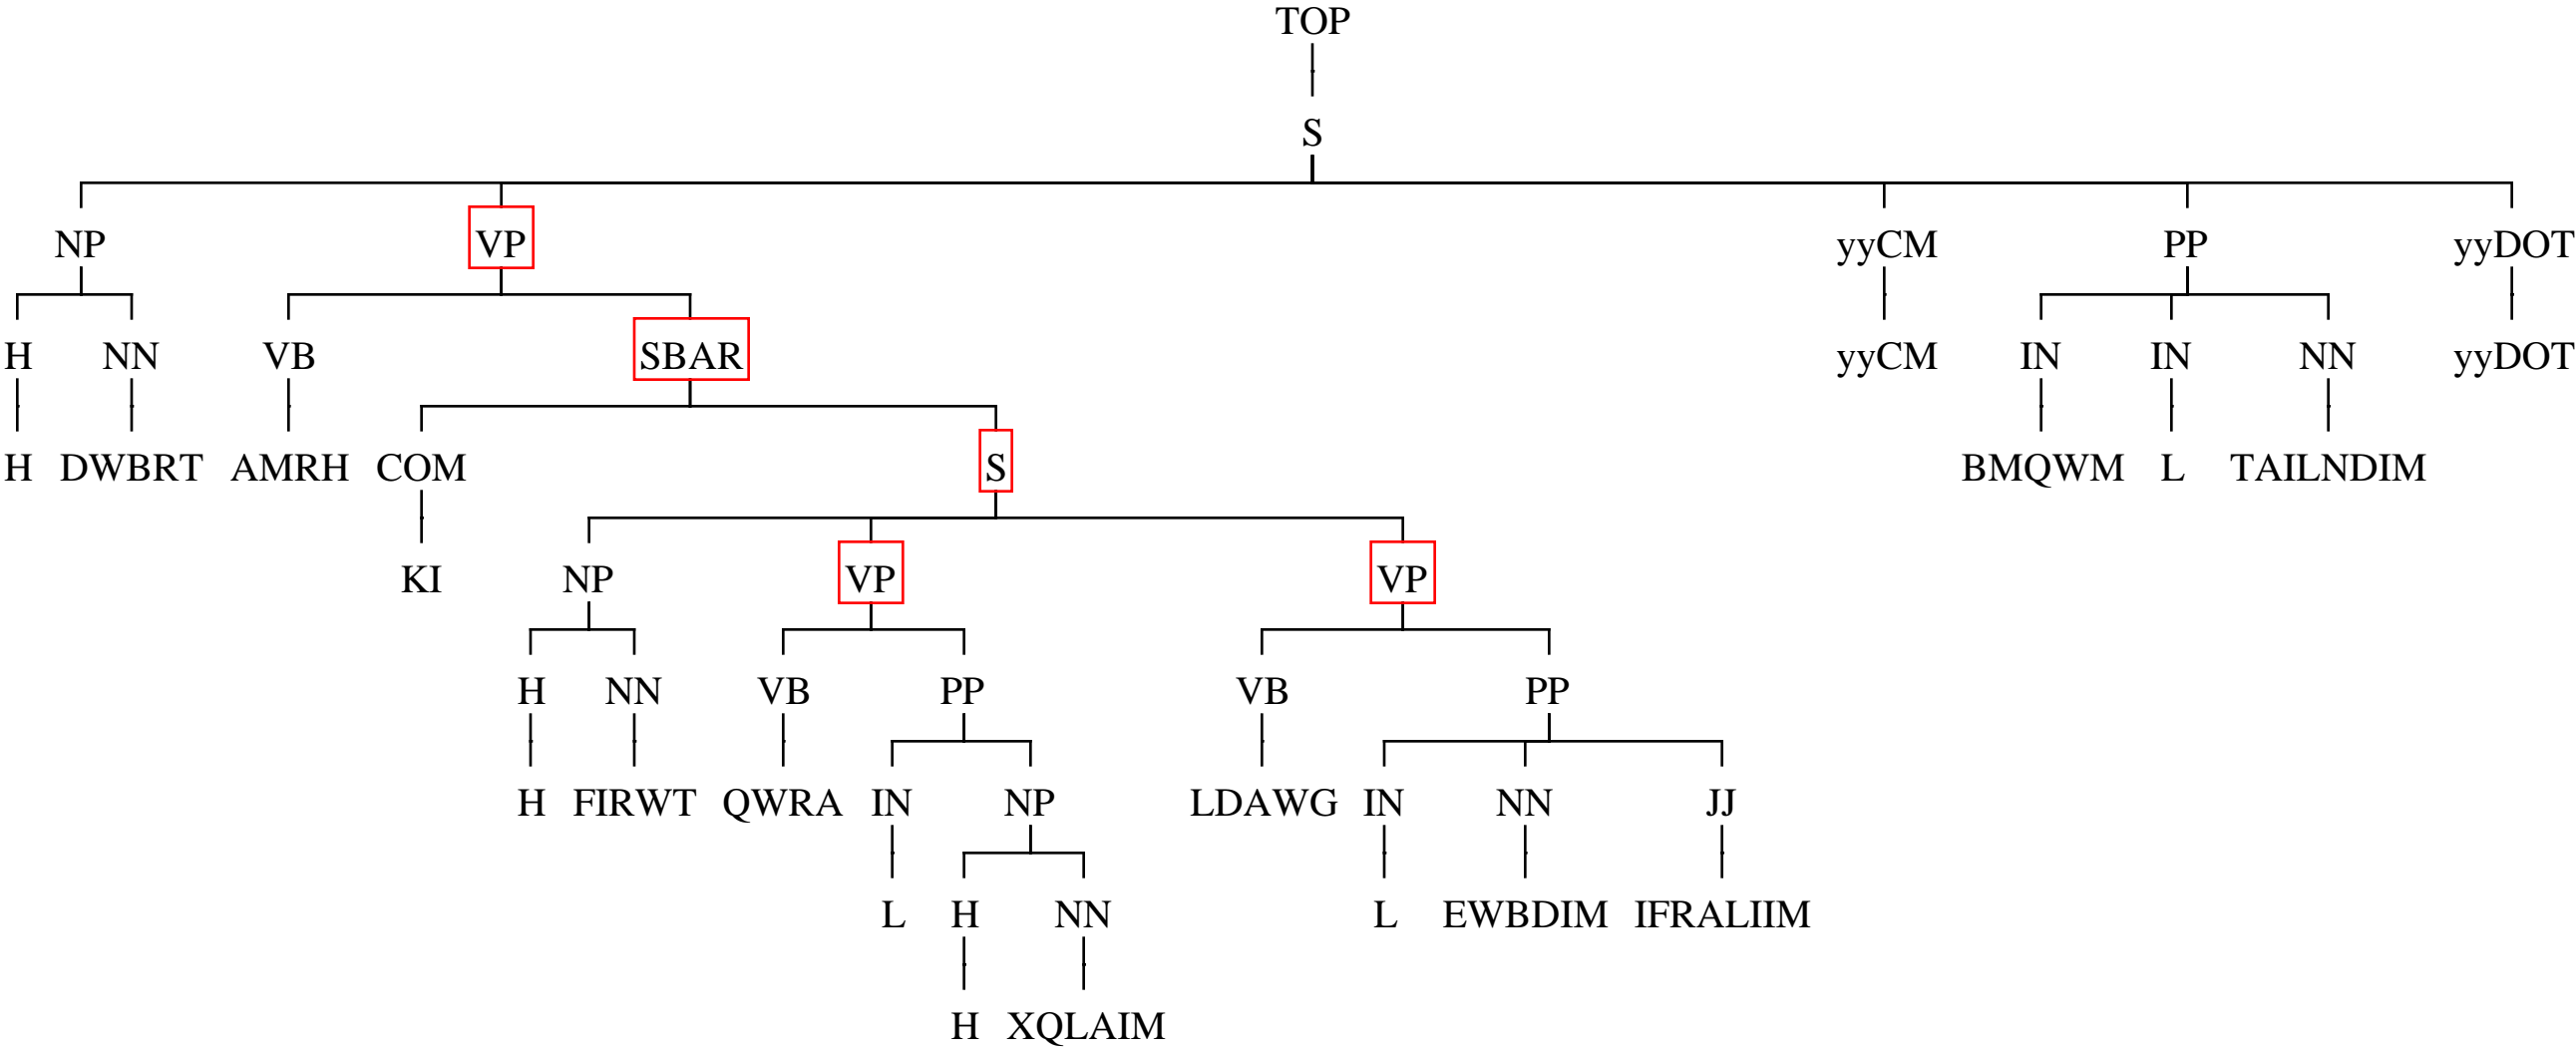 TOP
S
NP VP yyCM PP yyDOT
H NN VB SBAR yyCM IN IN NN yyDOT
H DWBRT AMRH COM S BMQWM L TAILNDIM
KI NP VP VP
H NN VB PP VB PP
H FIRWT QWRA IN NP LDAWG IN NN JJ
L H NN L EWBDIM IFRALIIM
H XQLAIM